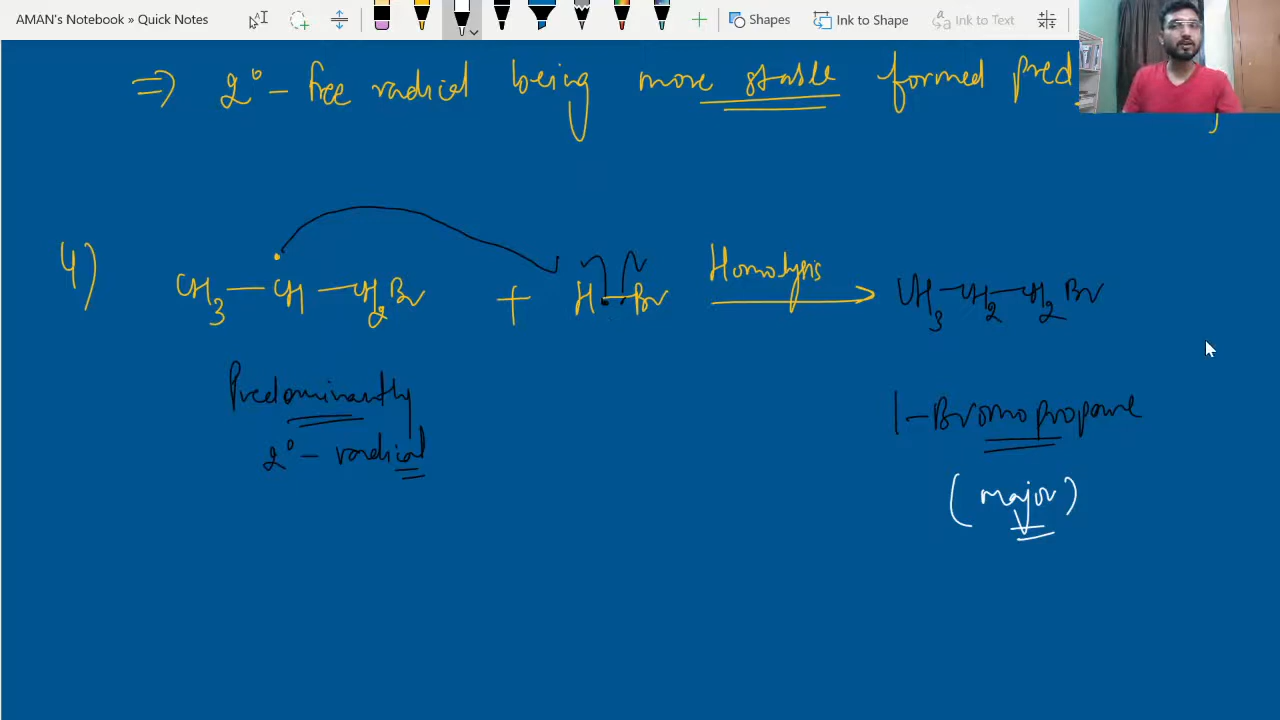 AMAN's Notebook » Quick Notes
Shapes
Ink to Shape
Ink to Text
⇒ 2° - free radical being more stable formed pred
4) CH3 — CH — CH2Br + H — Br Homolysis → CH3 — CH2 — CH2Br
Predominantly
2° - radical
1 - Bromopropane
(major)